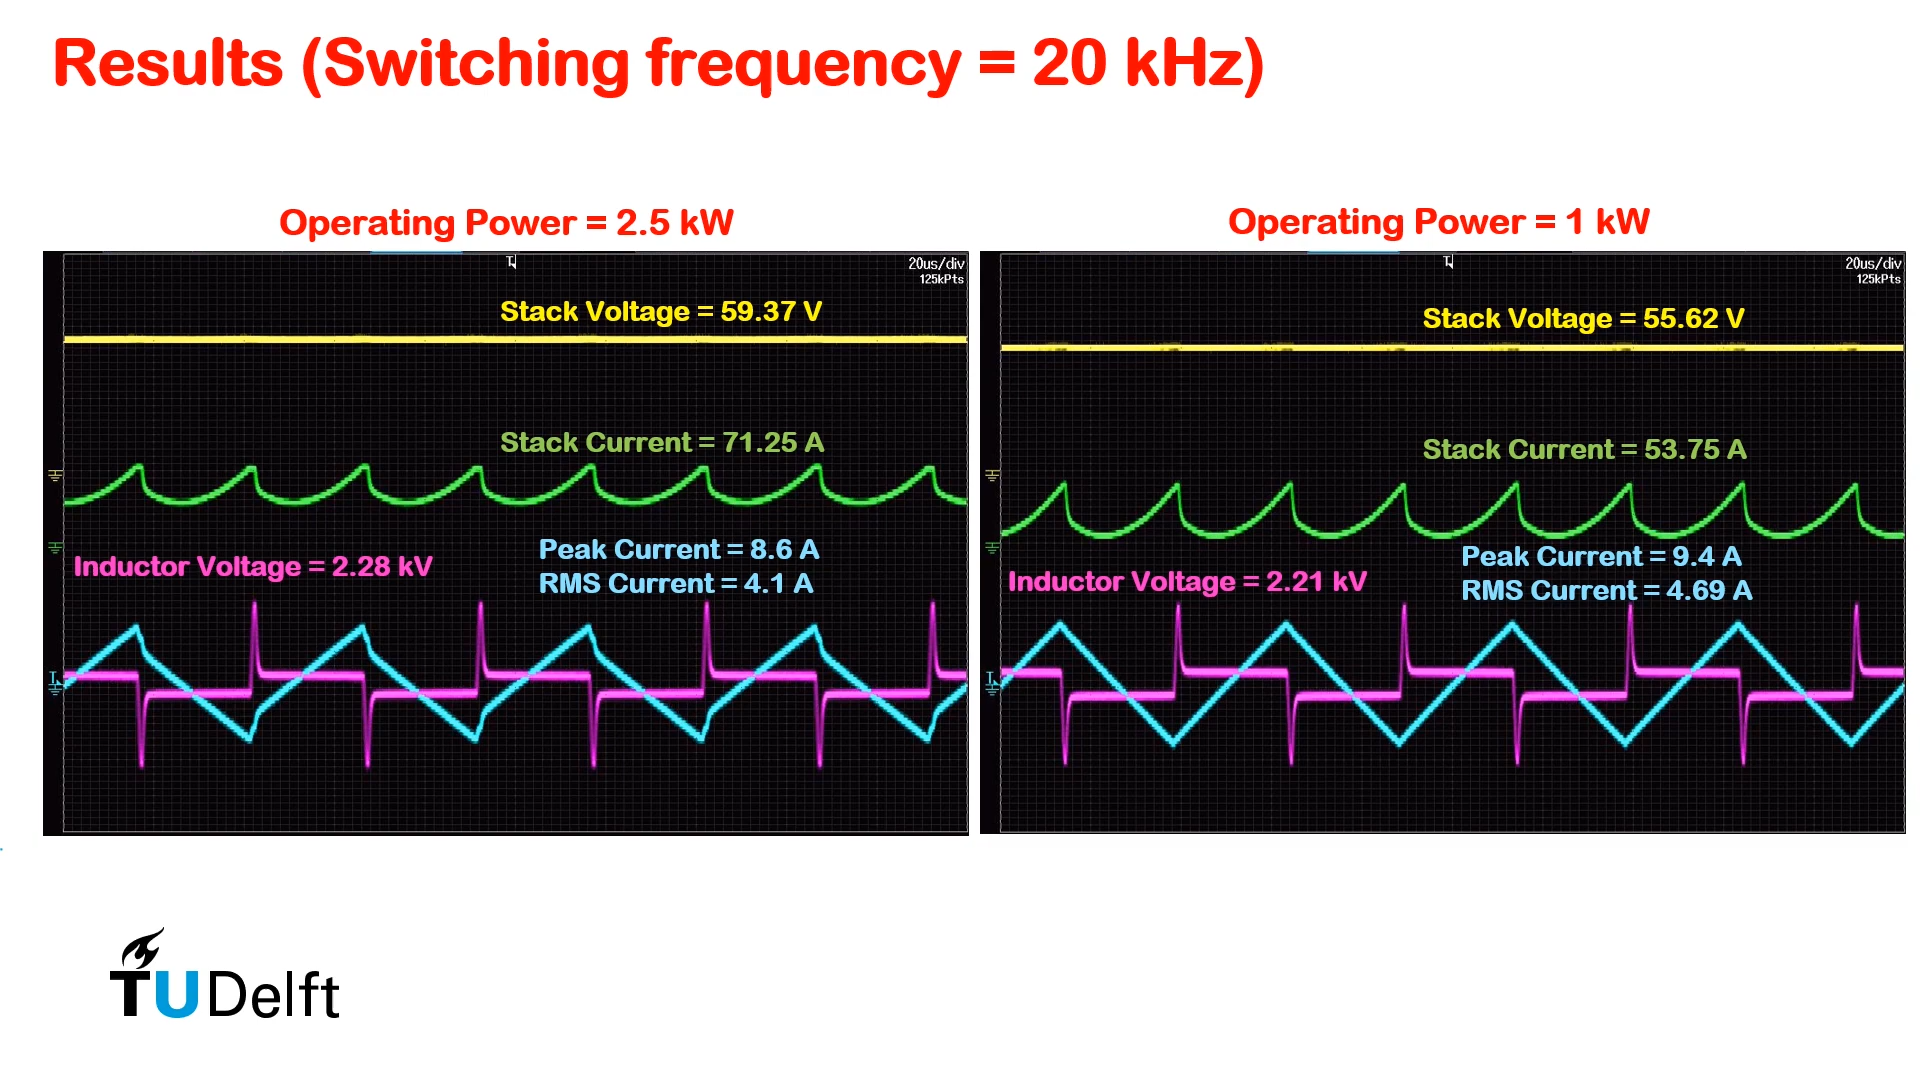 Results (Switching frequency = 20 kHz)
Operating Power = 2.5 kW
20us/div
125kPts
Stack Voltage = 59.37 V
Stack Current = 71.25 A
Peak Current = 8.6 A
Inductor Voltage = 2.28 kV
RMS Current = 4.1 A
Operating Power = 1 kW
20us/div
125kPts
Stack Voltage = 55.62 V
Stack Current = 53.75 A
Peak Current = 9.4 A
Inductor Voltage = 2.21 kV
RMS Current = 4.69 A
TUDelft